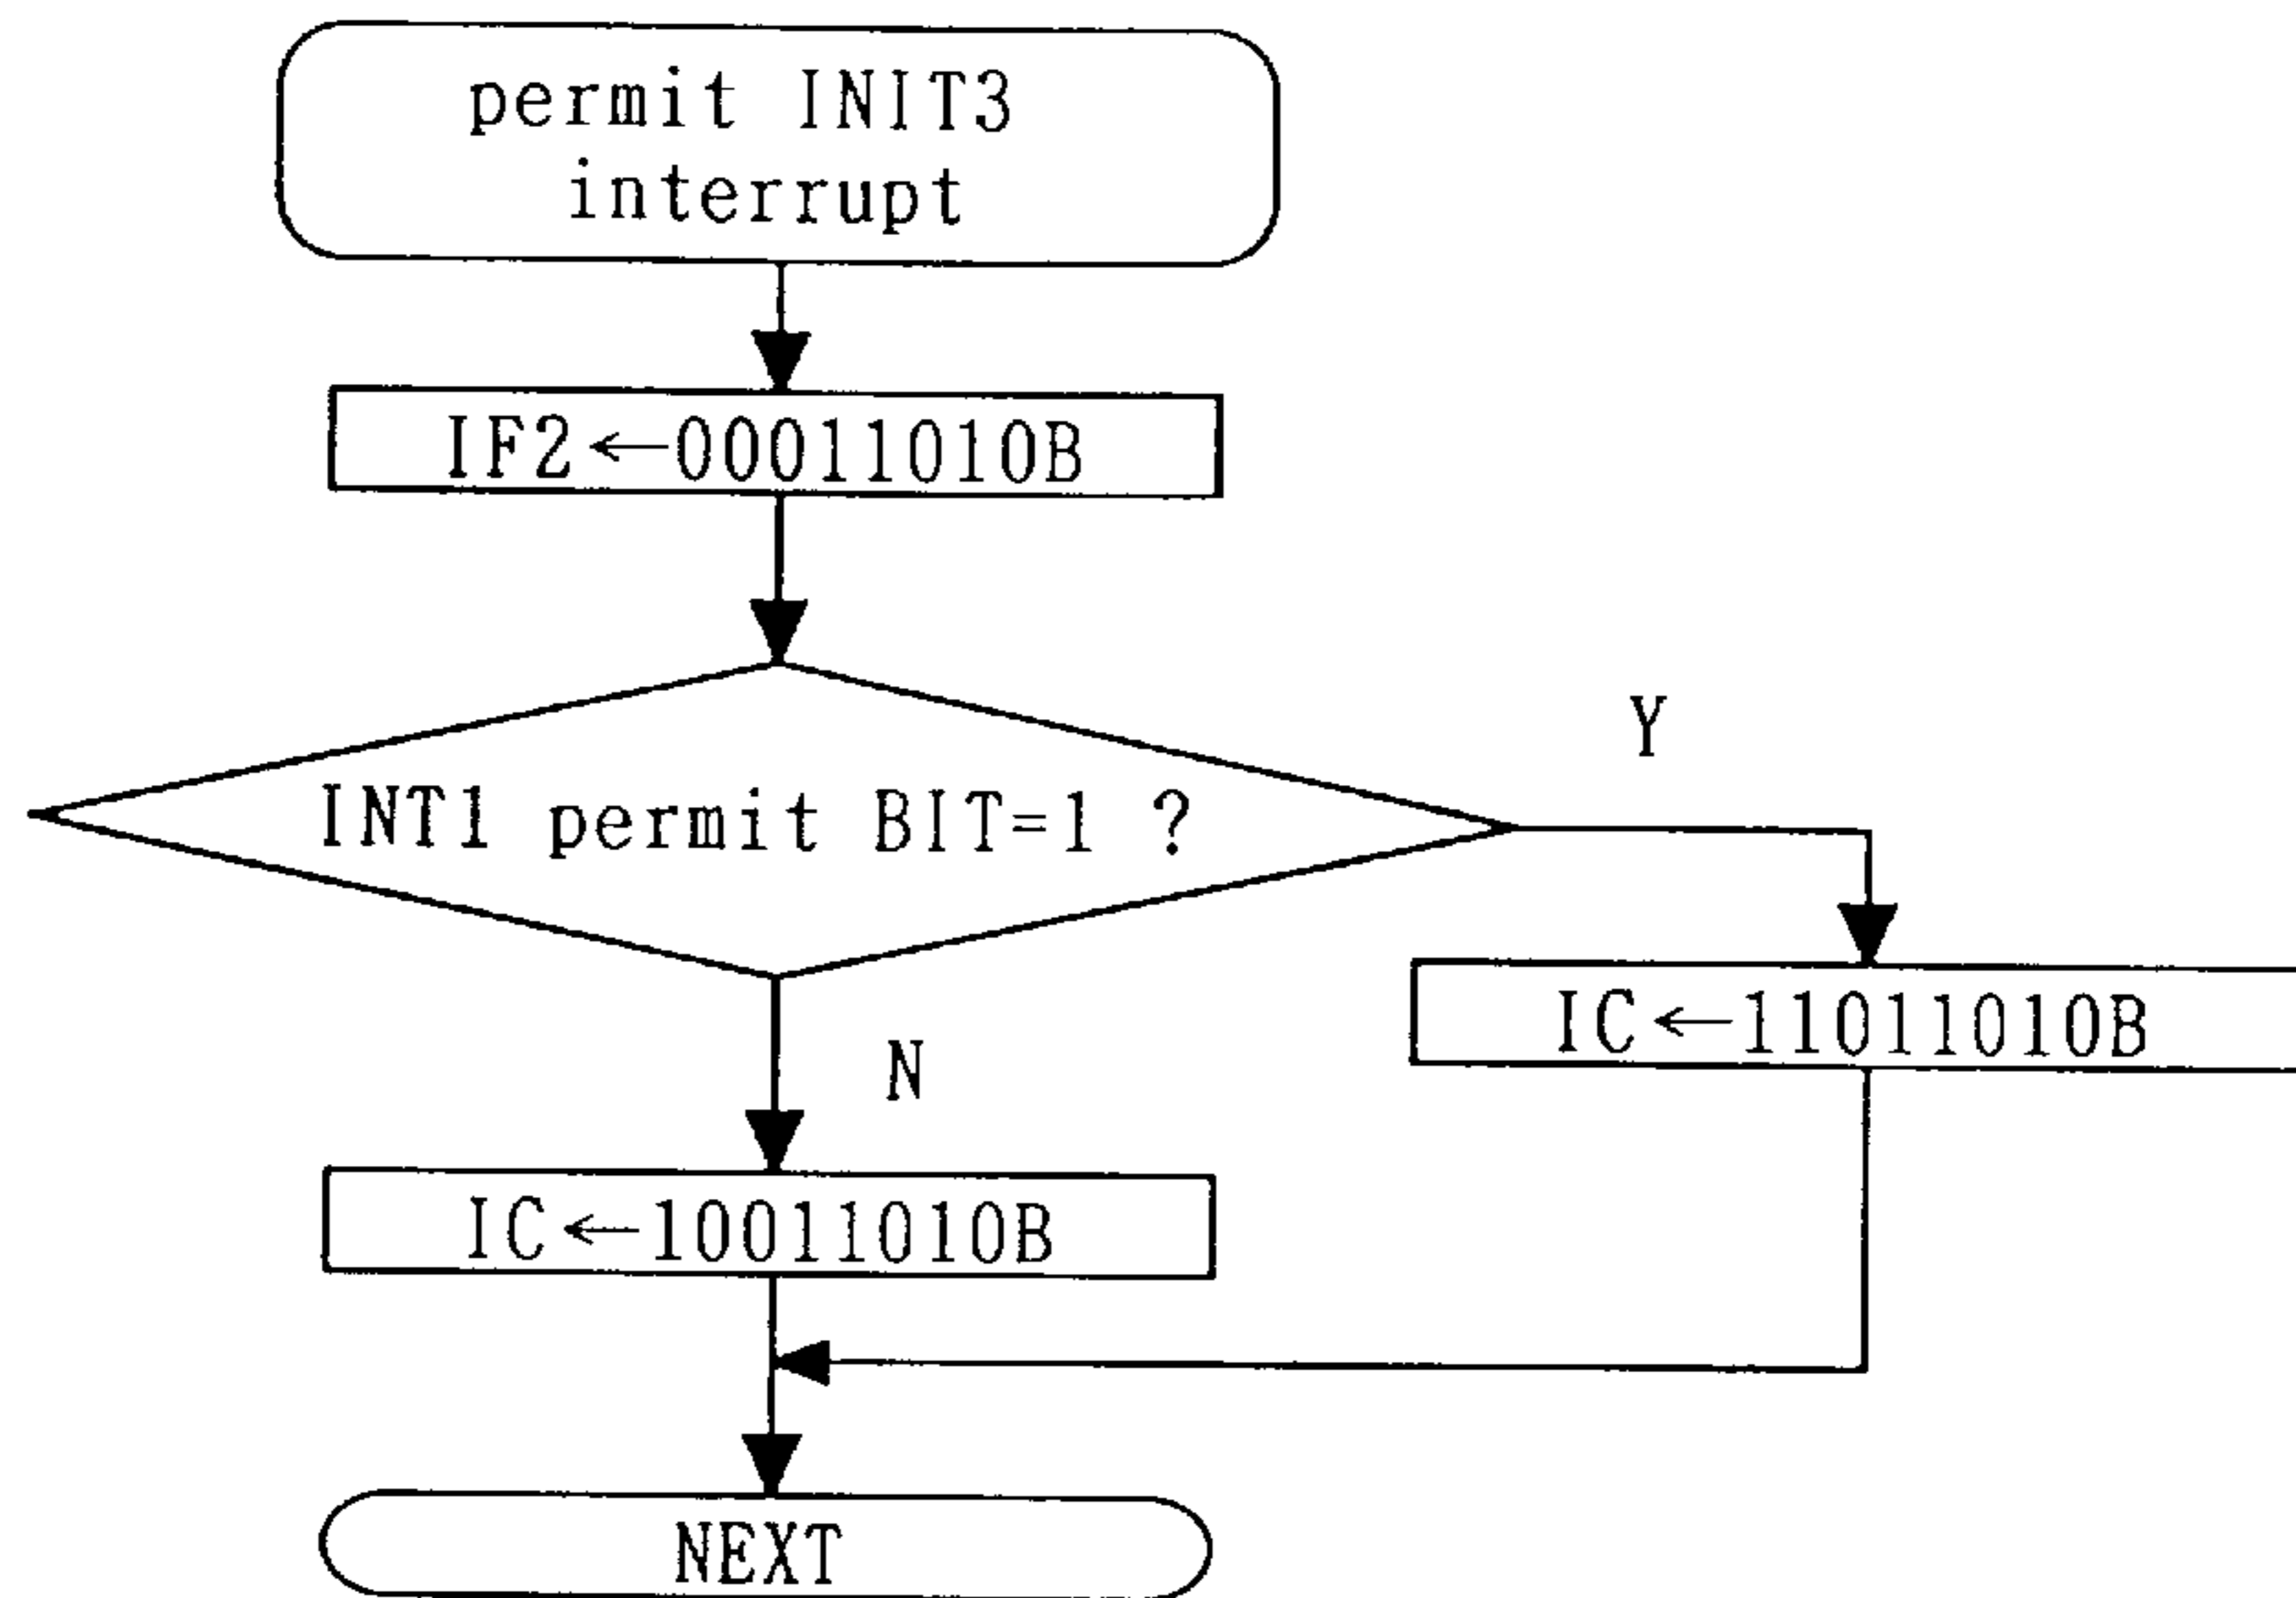 permit INIT3
interrupt
IF2←00011010B
INT1 permit BIT=1 ?
Y
IC←11011010B
N
IC←10011010B
NEXT